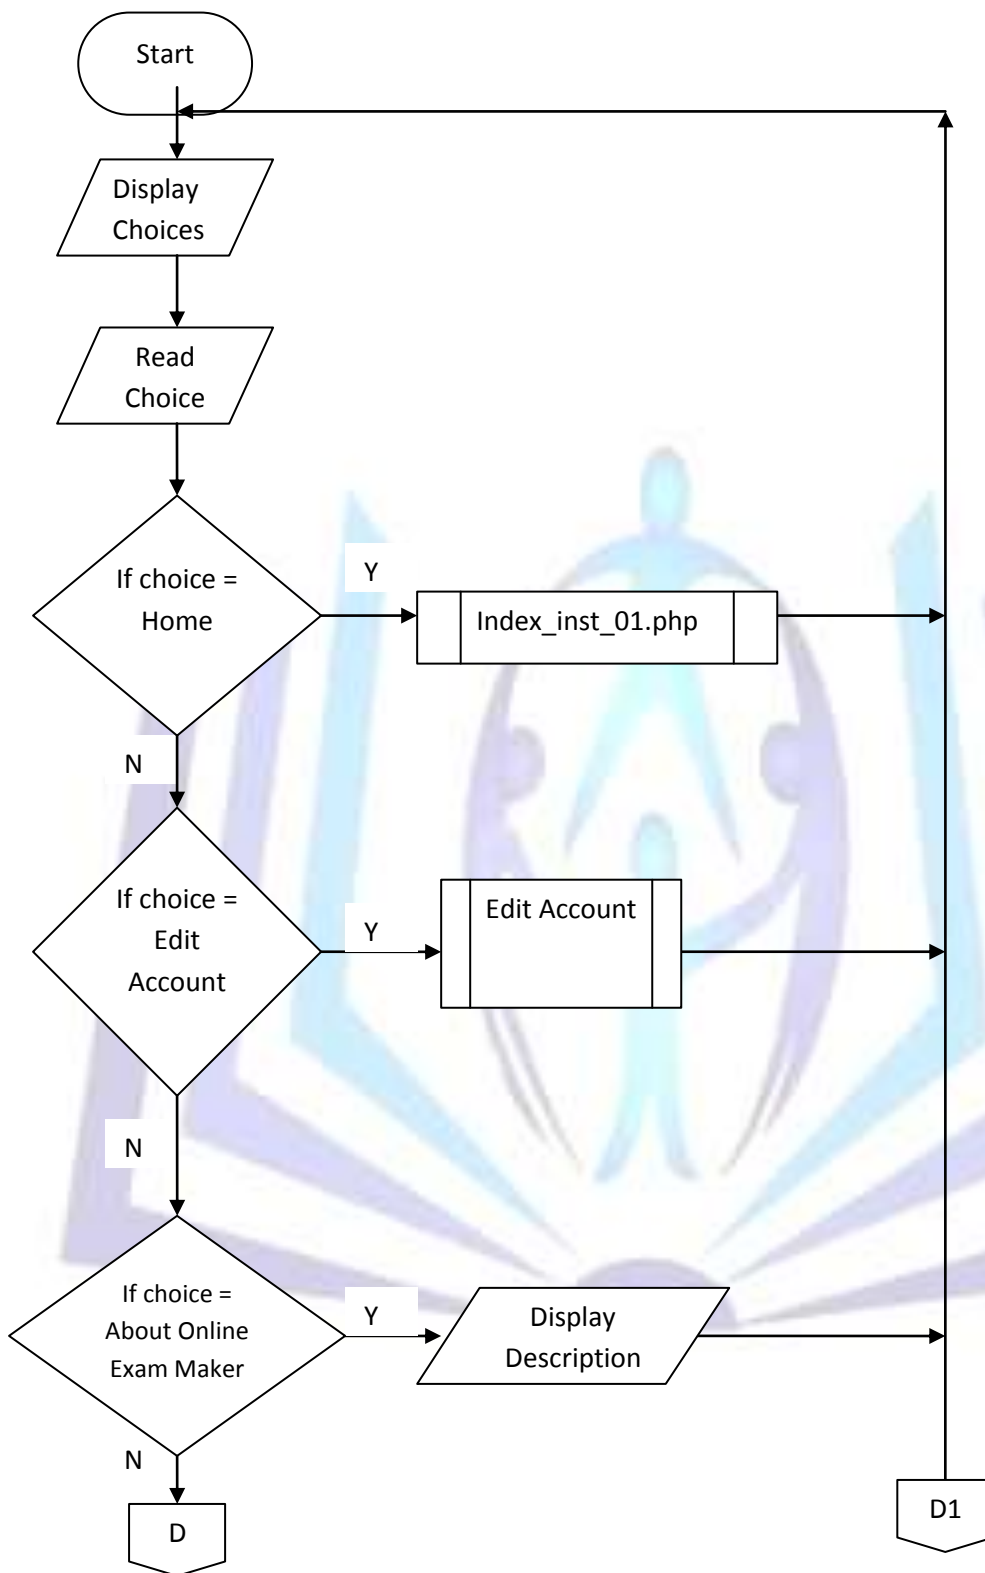 Start
Display
Choices
Read
Choice
If choice =
Home
Y
Index_inst_01.php
N
If choice =
Edit
Account
Y
Edit Account
N
If choice =
About Online
Exam Maker
Y
Display
Description
N
D
D1